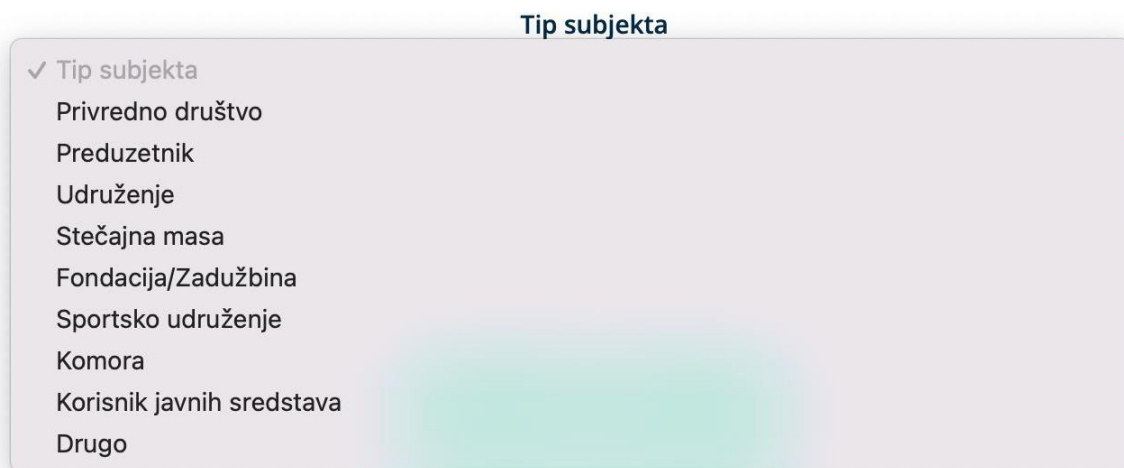 Tip subjekta
✓ Tip subjekta
Privredno društvo
Preduzetnik
Udruženje
Stečajna masa
Fondacija/Zadužbina
Sportsko udruženje
Komora
Korisnik javnih sredstava
Drugo